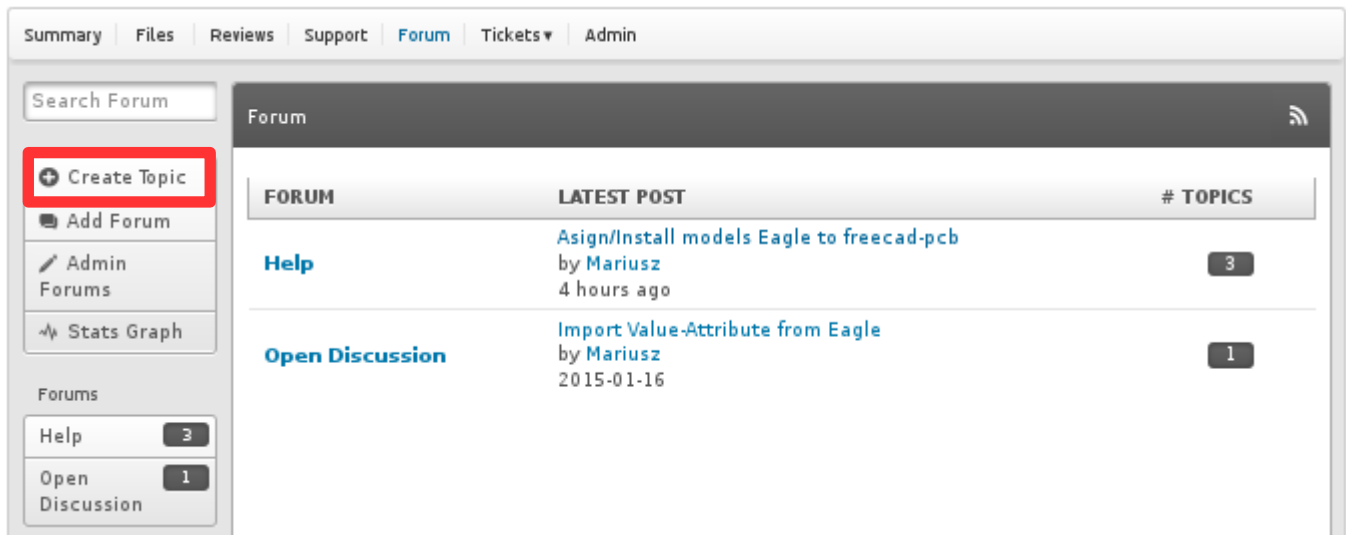 Summary Files Reviews Support Forum Tickets▾ Admin
Search Forum
Create Topic
Add Forum
Admin
Forums
Stats Graph
Forums
Help 3
Open 1
Discussion
Forum
FORUM LATEST POST # TOPICS
Asign/Install models Eagle to freecad-pcb
Help by Mariusz 3
4 hours ago
Import Value-Attribute from Eagle
Open Discussion by Mariusz 1
2015-01-16